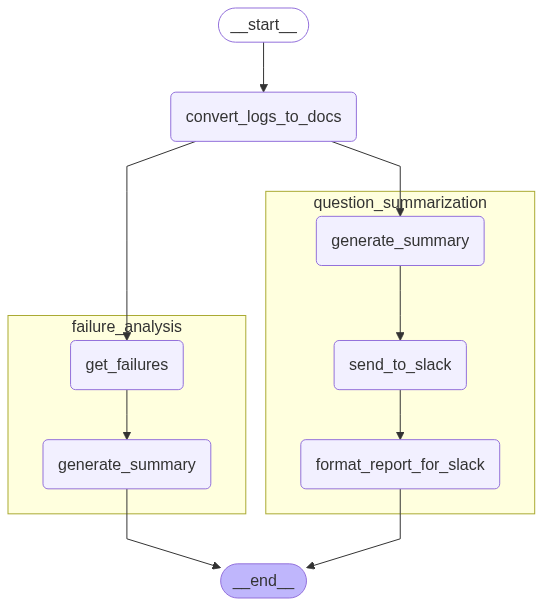 __start__
convert_logs_to_docs
question_summarization
generate_summary
failure_analysis
get_failures
send_to_slack
generate_summary
format_report_for_slack
__end__